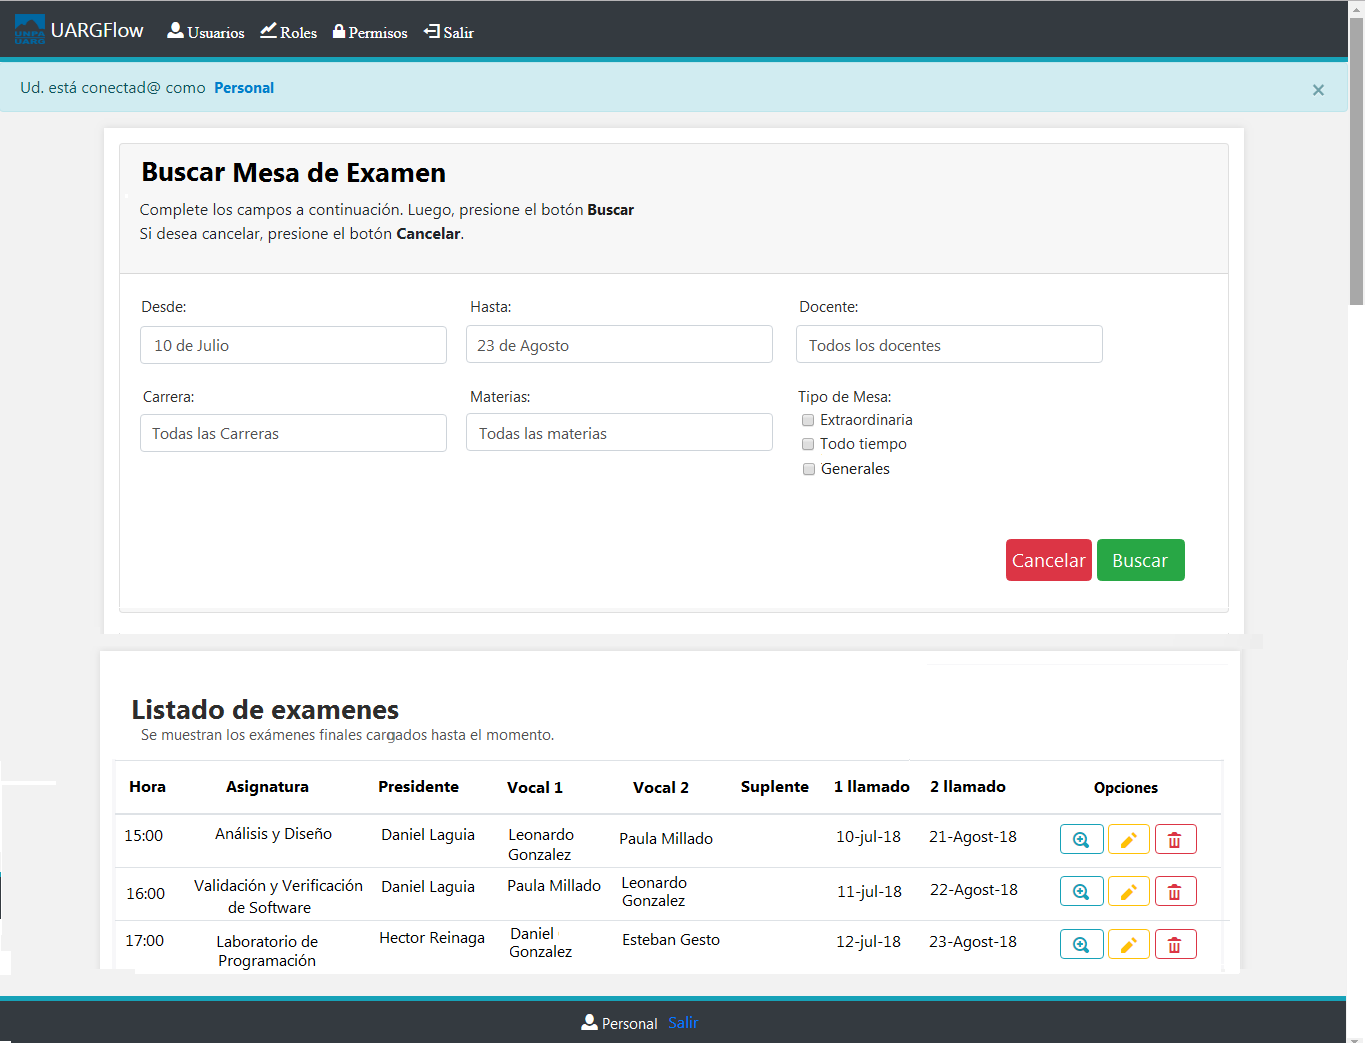 UNPA
UARG
UARGFlow Usuarios Roles Permisos Salir
Ud. está conectad@ como Personal ×
Buscar Mesa de Examen
Complete los campos a continuación. Luego, presione el botón Buscar
Si desea cancelar, presione el botón Cancelar.
Desde: Hasta: Docente:
10 de Julio 23 de Agosto Todos los docentes
Carrera: Materias: Tipo de Mesa:
Todas las Carreras Todas las materias
Extraordinaria
Todo tiempo
Generales
Cancelar Buscar
Listado de examenes
Se muestran los exámenes finales cargados hasta el momento.
Hora Asignatura Presidente Vocal 1 Vocal 2 Suplente 1 llamado 2 llamado Opciones
15:00 Análisis y Diseño Daniel Laguia Leonardo Gonzalez Paula Millado 10-jul-18 21-Agost-18
16:00 Validación y Verificación de Software Daniel Laguia Paula Millado Leonardo Gonzalez 11-jul-18 22-Agost-18
17:00 Laboratorio de Programación Hector Reinaga Daniel Gonzalez Esteban Gesto 12-jul-18 23-Agost-18
Personal Salir